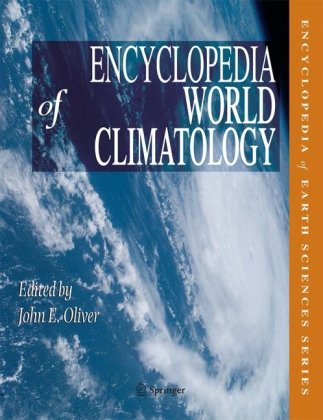 ENCYCLOPEDIA
of WORLD
CLIMATOLOGY
Edited by
John E. Oliver
Springer
ENCYCLOPEDIA of EARTH SCIENCES SERIES